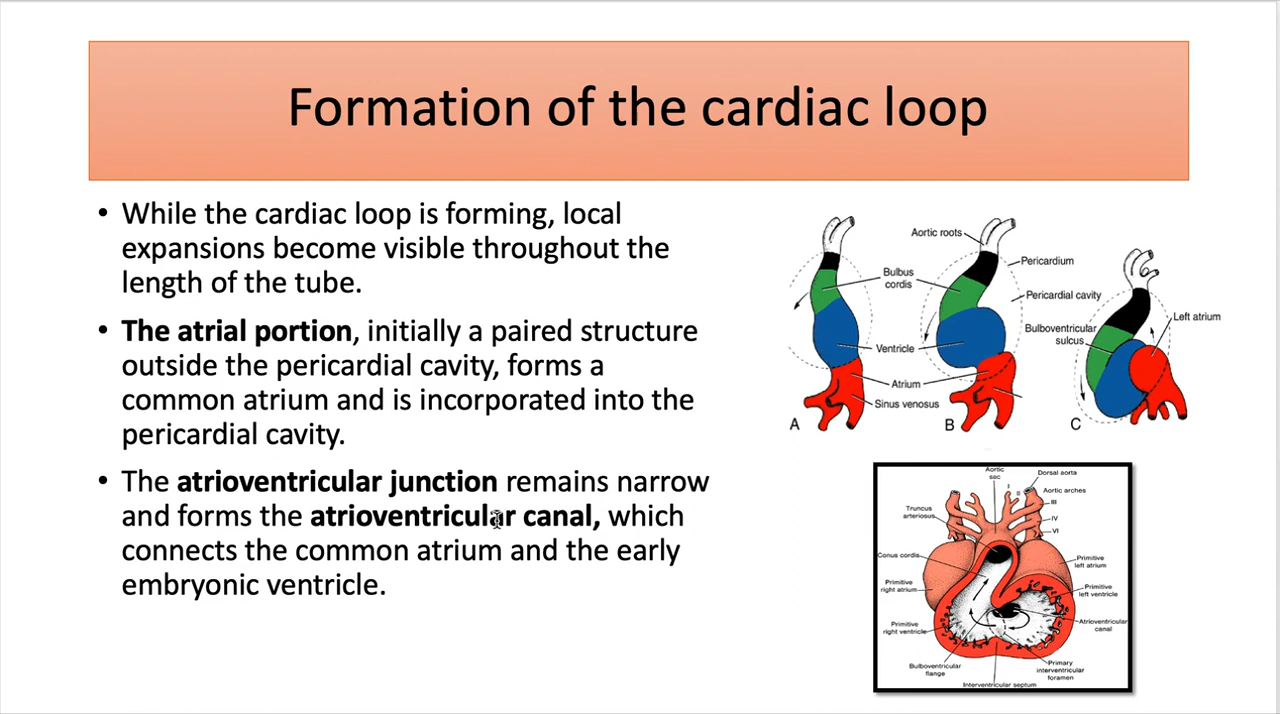 Formation of the cardiac loop
• While the cardiac loop is forming, local
expansions become visible throughout the
length of the tube.
• The atrial portion, initially a paired structure
outside the pericardial cavity, forms a
common atrium and is incorporated into the
pericardial cavity.
• The atrioventricular junction remains narrow
and forms the atrioventricular canal, which
connects the common atrium and the early
embryonic ventricle.
Aortic roots
Pericardium
Bulbus
cordis
Pericardial cavity
Left atrium
Bulboventricular
sulcus
Ventricle
Atrium
Sinus venosus
A
B
C
Aortic
sac
Dorsal aorta
I
II
Aortic arches
III
Truncus
arteriosus
IV
VI
Conus cordis
Primitive
left atrium
Primitive
right atrium
Primitive
left ventricle
Atrioventricular
canal
Primitive
right ventricle
Bulboventricular
flange
Primary
interventricular
foramen
Interventricular septum